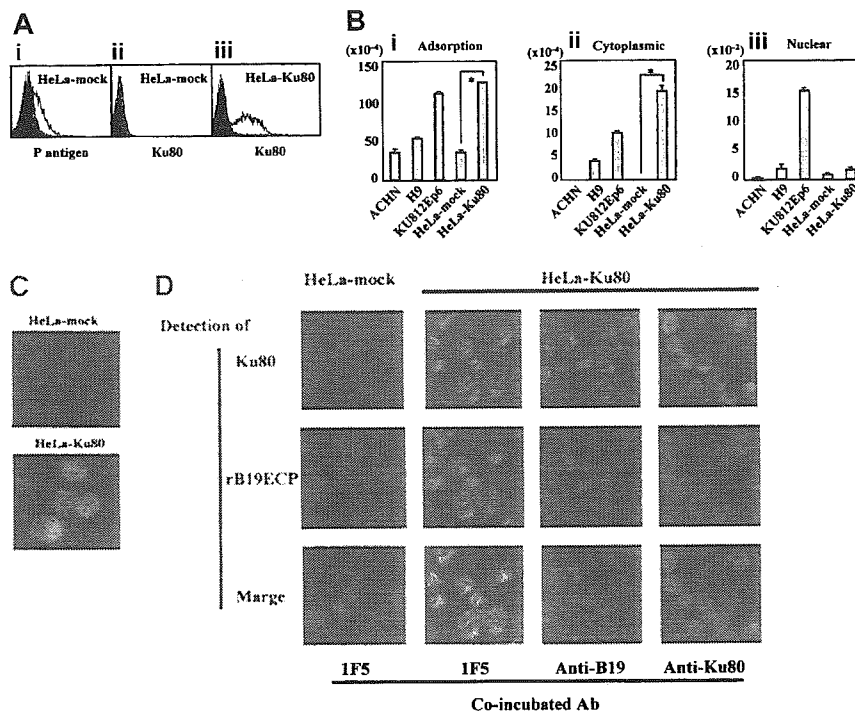 A
i
ii
iii
HeLa-mock
HeLa-mock
HeLa-Ku80
P antigen
Ku80
Ku80
B
i
Adsorption
(x10⁻⁴)
150
100
50
0
*
ACHN
H9
KU812Ep6
HeLa-mock
HeLa-Ku80
ii
Cytoplasmic
(x10⁻⁴)
25
20
15
10
5
0
*
ACHN
H9
KU812Ep6
HeLa-mock
HeLa-Ku80
iii
Nuclear
(x10⁻²)
20
15
10
5
0
ACHN
H9
KU812Ep6
HeLa-mock
HeLa-Ku80
C
HeLa-mock
HeLa-Ku80
D
HeLa-mock
HeLa-Ku80
Detection of
Ku80
rB19ECP
Marge
1F5
1F5
Anti-B19
Anti-Ku80
Co-incubated Ab